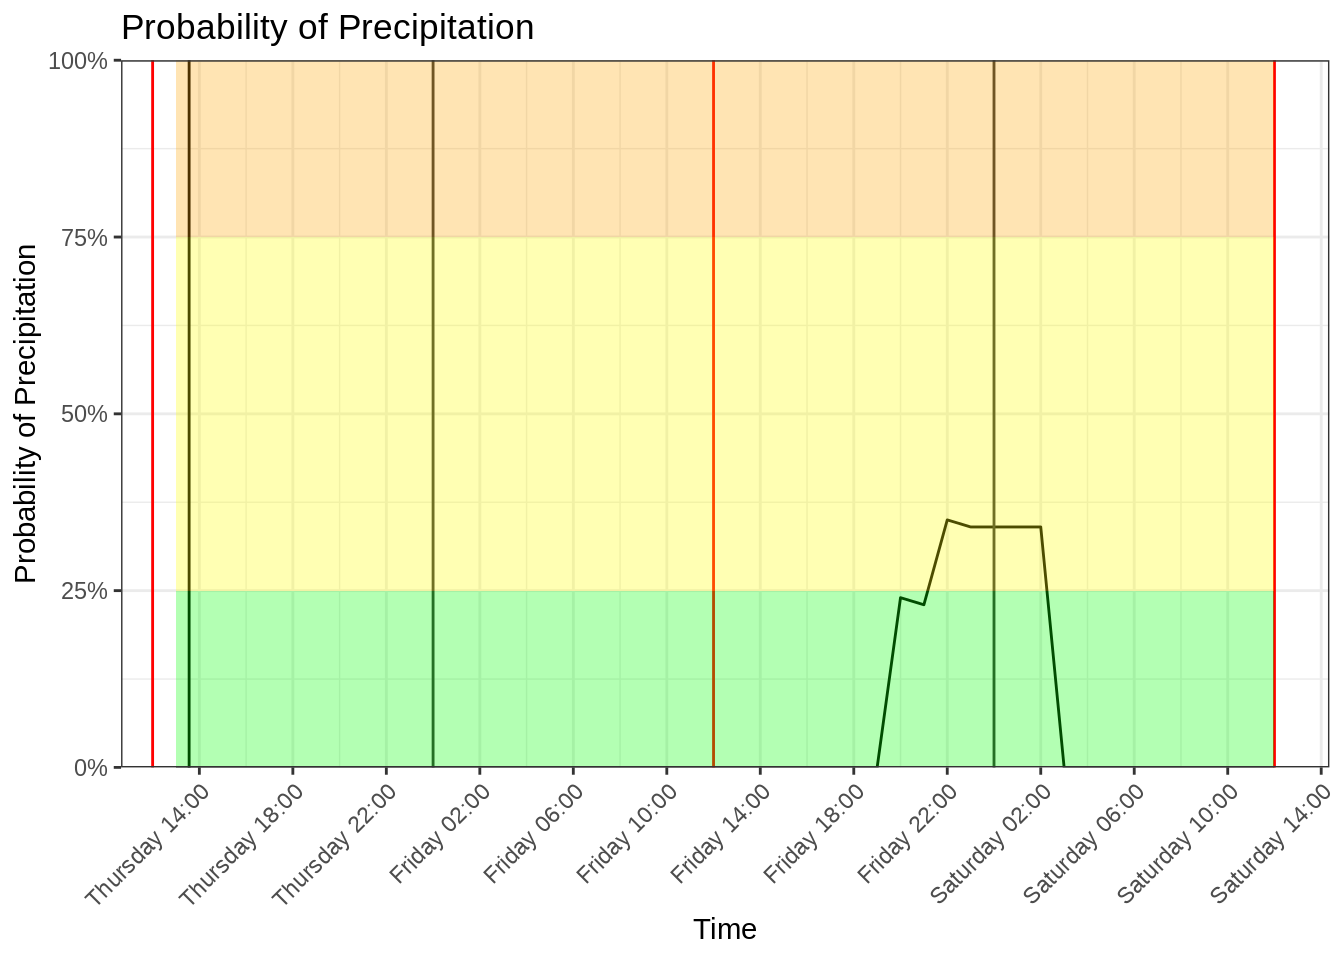 Probability of Precipitation
Probability of Precipitation
100%
75%
50%
25%
0%
Thursday 14:00
Thursday 18:00
Thursday 22:00
Friday 02:00
Friday 06:00
Friday 10:00
Friday 14:00
Friday 18:00
Friday 22:00
Saturday 02:00
Saturday 06:00
Saturday 10:00
Saturday 14:00
Time